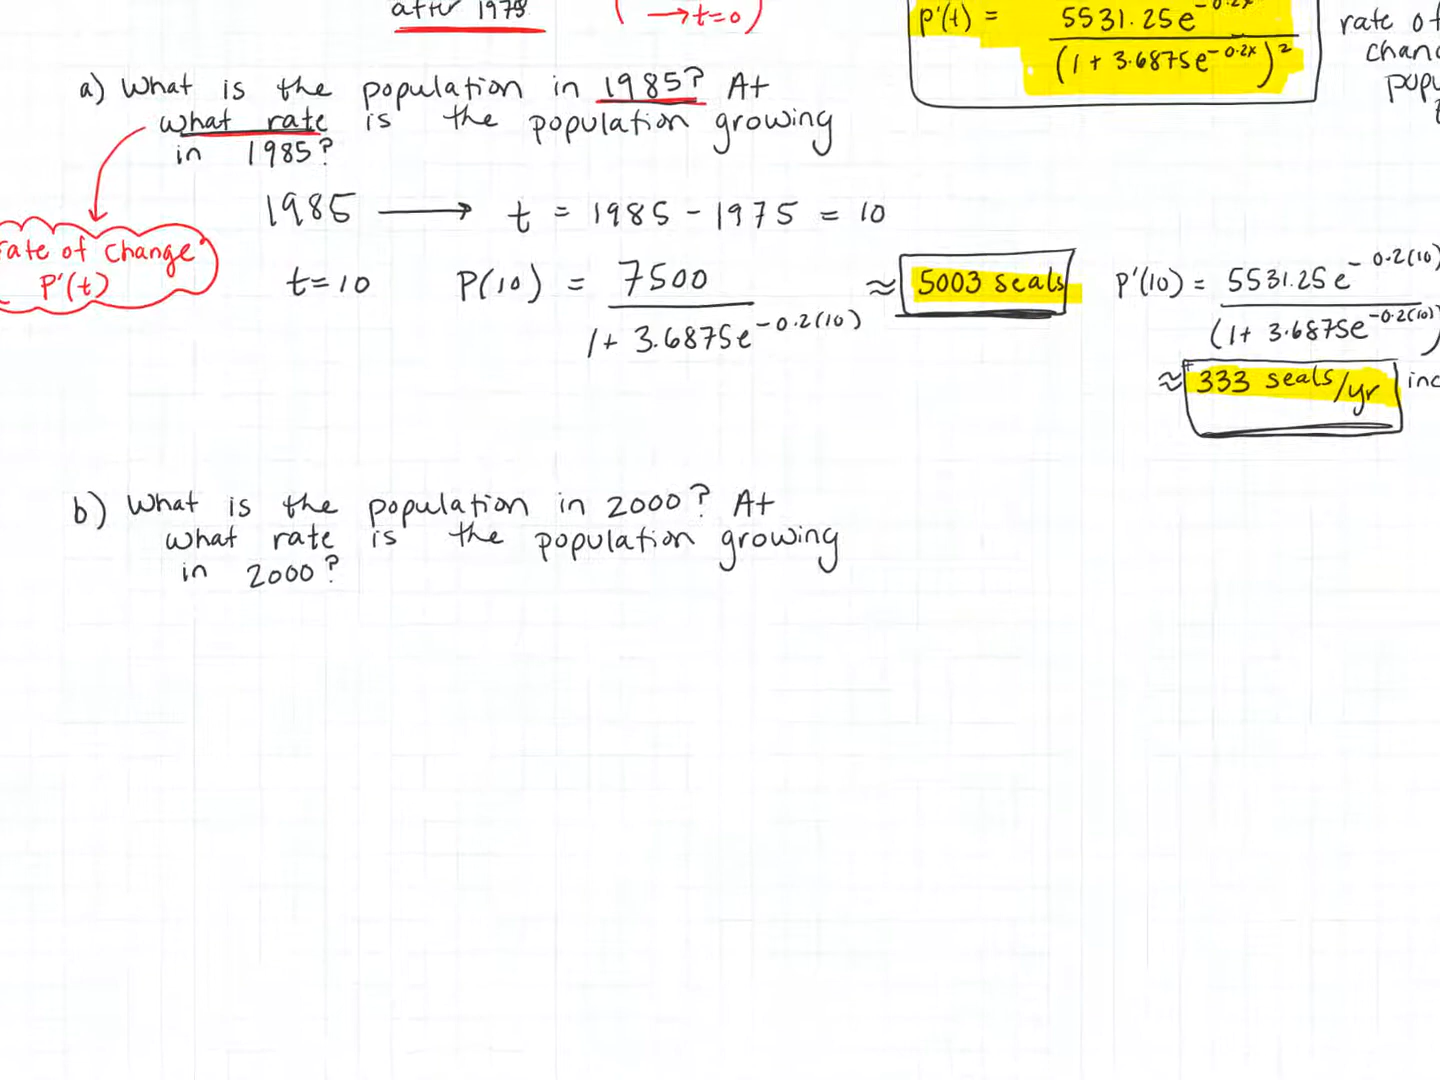 after 1975 ( → t=0 )
P'(t) = 5531.25e^-0.2x / (1 + 3.6875e^-0.2x)^2
rate of
a) What is the population in 1985? At
what rate is the population growing
in 1985?
1985 → t = 1985 - 1975 = 10
rate of change
P'(t)
t=10 P(10) = 7500 / 1 + 3.6875e^-0.2(10) ≈ 5003 seals
P'(10) = 5531.25e^-0.2(10) / (1 + 3.6875e^-0.2(10))
≈ 333 seals/yr inc
b) What is the population in 2000? At
what rate is the population growing
in 2000?